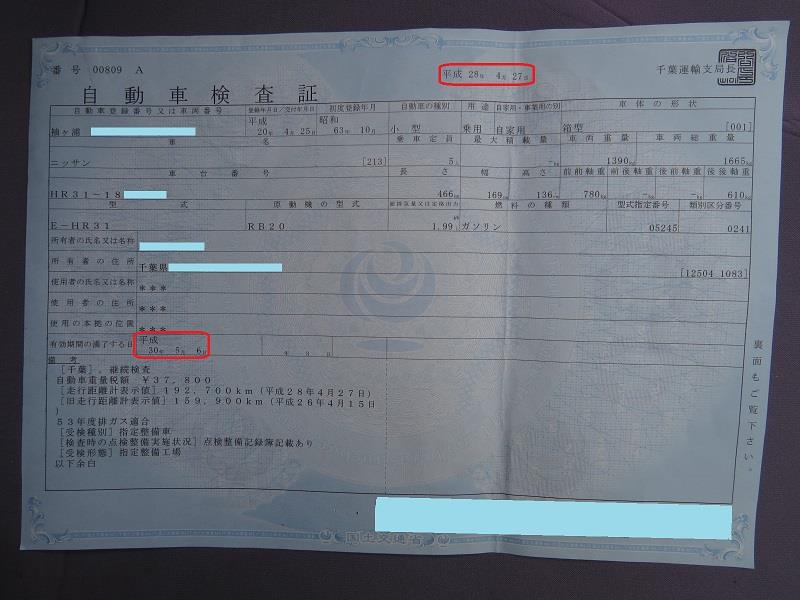 番号 00809 A
平成 28年 4月 27日
千葉運輸支局長
自動車検査証
自動車登録番号又は車両番号 登録年月日/交付年月日 初度登録年月 自動車の種別 用途 自家用・事業用の別 車体の形状
袖ヶ浦 平成 20年 4月 25日 昭和 63年 10月 小型 乗用 自家用 箱型 [001]
車名 乗車定員 最大積載量 車両重量 車両総重量
ニッサン [213] 5人 -kg 1390kg 1665kg
車台番号 長さ 幅 高さ 前前軸重 前後軸重 後前軸重 後後軸重
HR31-18 466cm 169cm 136cm 780kg -kg -kg 610kg
型式 原動機の型式 総排気量又は定格出力 燃料の種類 型式指定番号 類別区分番号
E-HR31 RB20 1.99 ガソリン 05245 0241
所有者の氏名又は名称
所有者の住所 千葉県 [12504 1083]
使用者の氏名又は名称 ***
使用者の住所 ***
使用の本拠の位置 ***
有効期間の満了する日 平成 30年 5月 6日
備考
[千葉],継続検査
自動車重量税額 ¥37,800
[走行距離計表示値]192,700km(平成28年4月27日)
[旧走行距離計表示値]159,900km(平成26年4月15日
)
53年度排ガス適合
[受検種別]指定整備車
[検査時の点検整備実施状況]点検整備記録簿記載あり
[受検形態]指定整備工場
以下余白
裏面もご覧下さい。
国土交通省